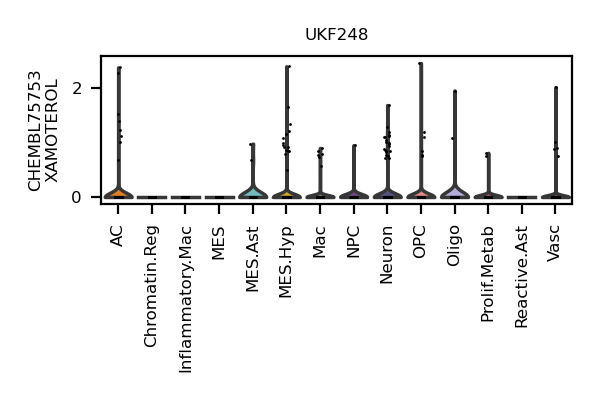 UKF248
CHEMBL75753
XAMOTEROL
2
0
AC
Chromatin.Reg
Inflammatory.Mac
MES
MES.Ast
MES.Hyp
Mac
NPC
Neuron
OPC
Oligo
Prolif.Metab
Reactive.Ast
Vasc